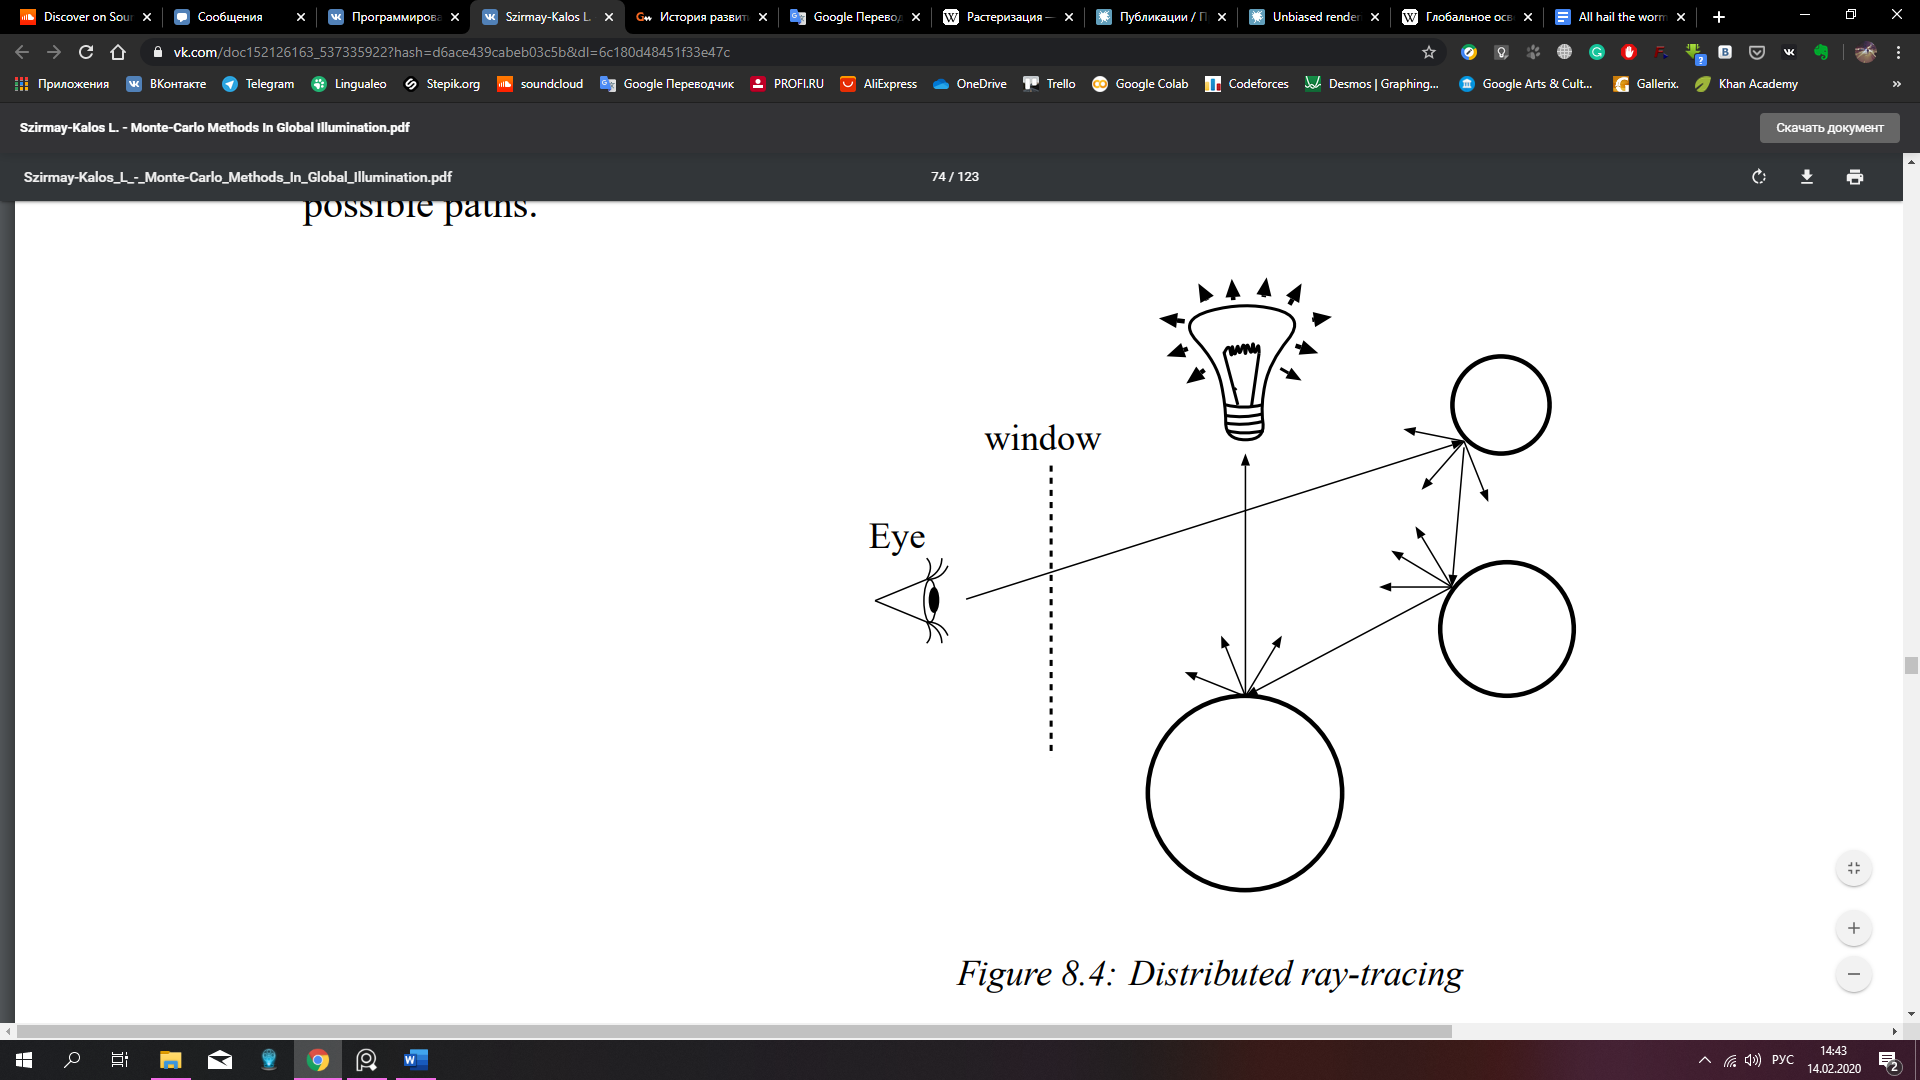 Discover on Sour
Сообщения
Программирова
Szirmay-Kalos L.
История развит
Google Перевод
Растеризация —
Публикации / П
Unbiased render
Глобальное осв
All hail the worm
vk.com/doc152126163_537335922?hash=d6ace439cabeb03c5b&dl=6c180d48451f33e47c
Приложения
ВКонтакте
Telegram
Lingualeo
Stepik.org
soundcloud
Google Переводчик
PROFI.RU
AliExpress
OneDrive
Trello
Google Colab
Codeforces
Desmos | Graphing...
Google Arts & Cult...
Gallerix.
Khan Academy
»
Szirmay-Kalos L. - Monte-Carlo Methods In Global Illumination.pdf
Скачать документ
Szirmay-Kalos_L_-_Monte-Carlo_Methods_In_Global_Illumination.pdf
74 / 123
possible paths.
window
Eye
Figure 8.4: Distributed ray-tracing
РУС
14:43
14.02.2020
2